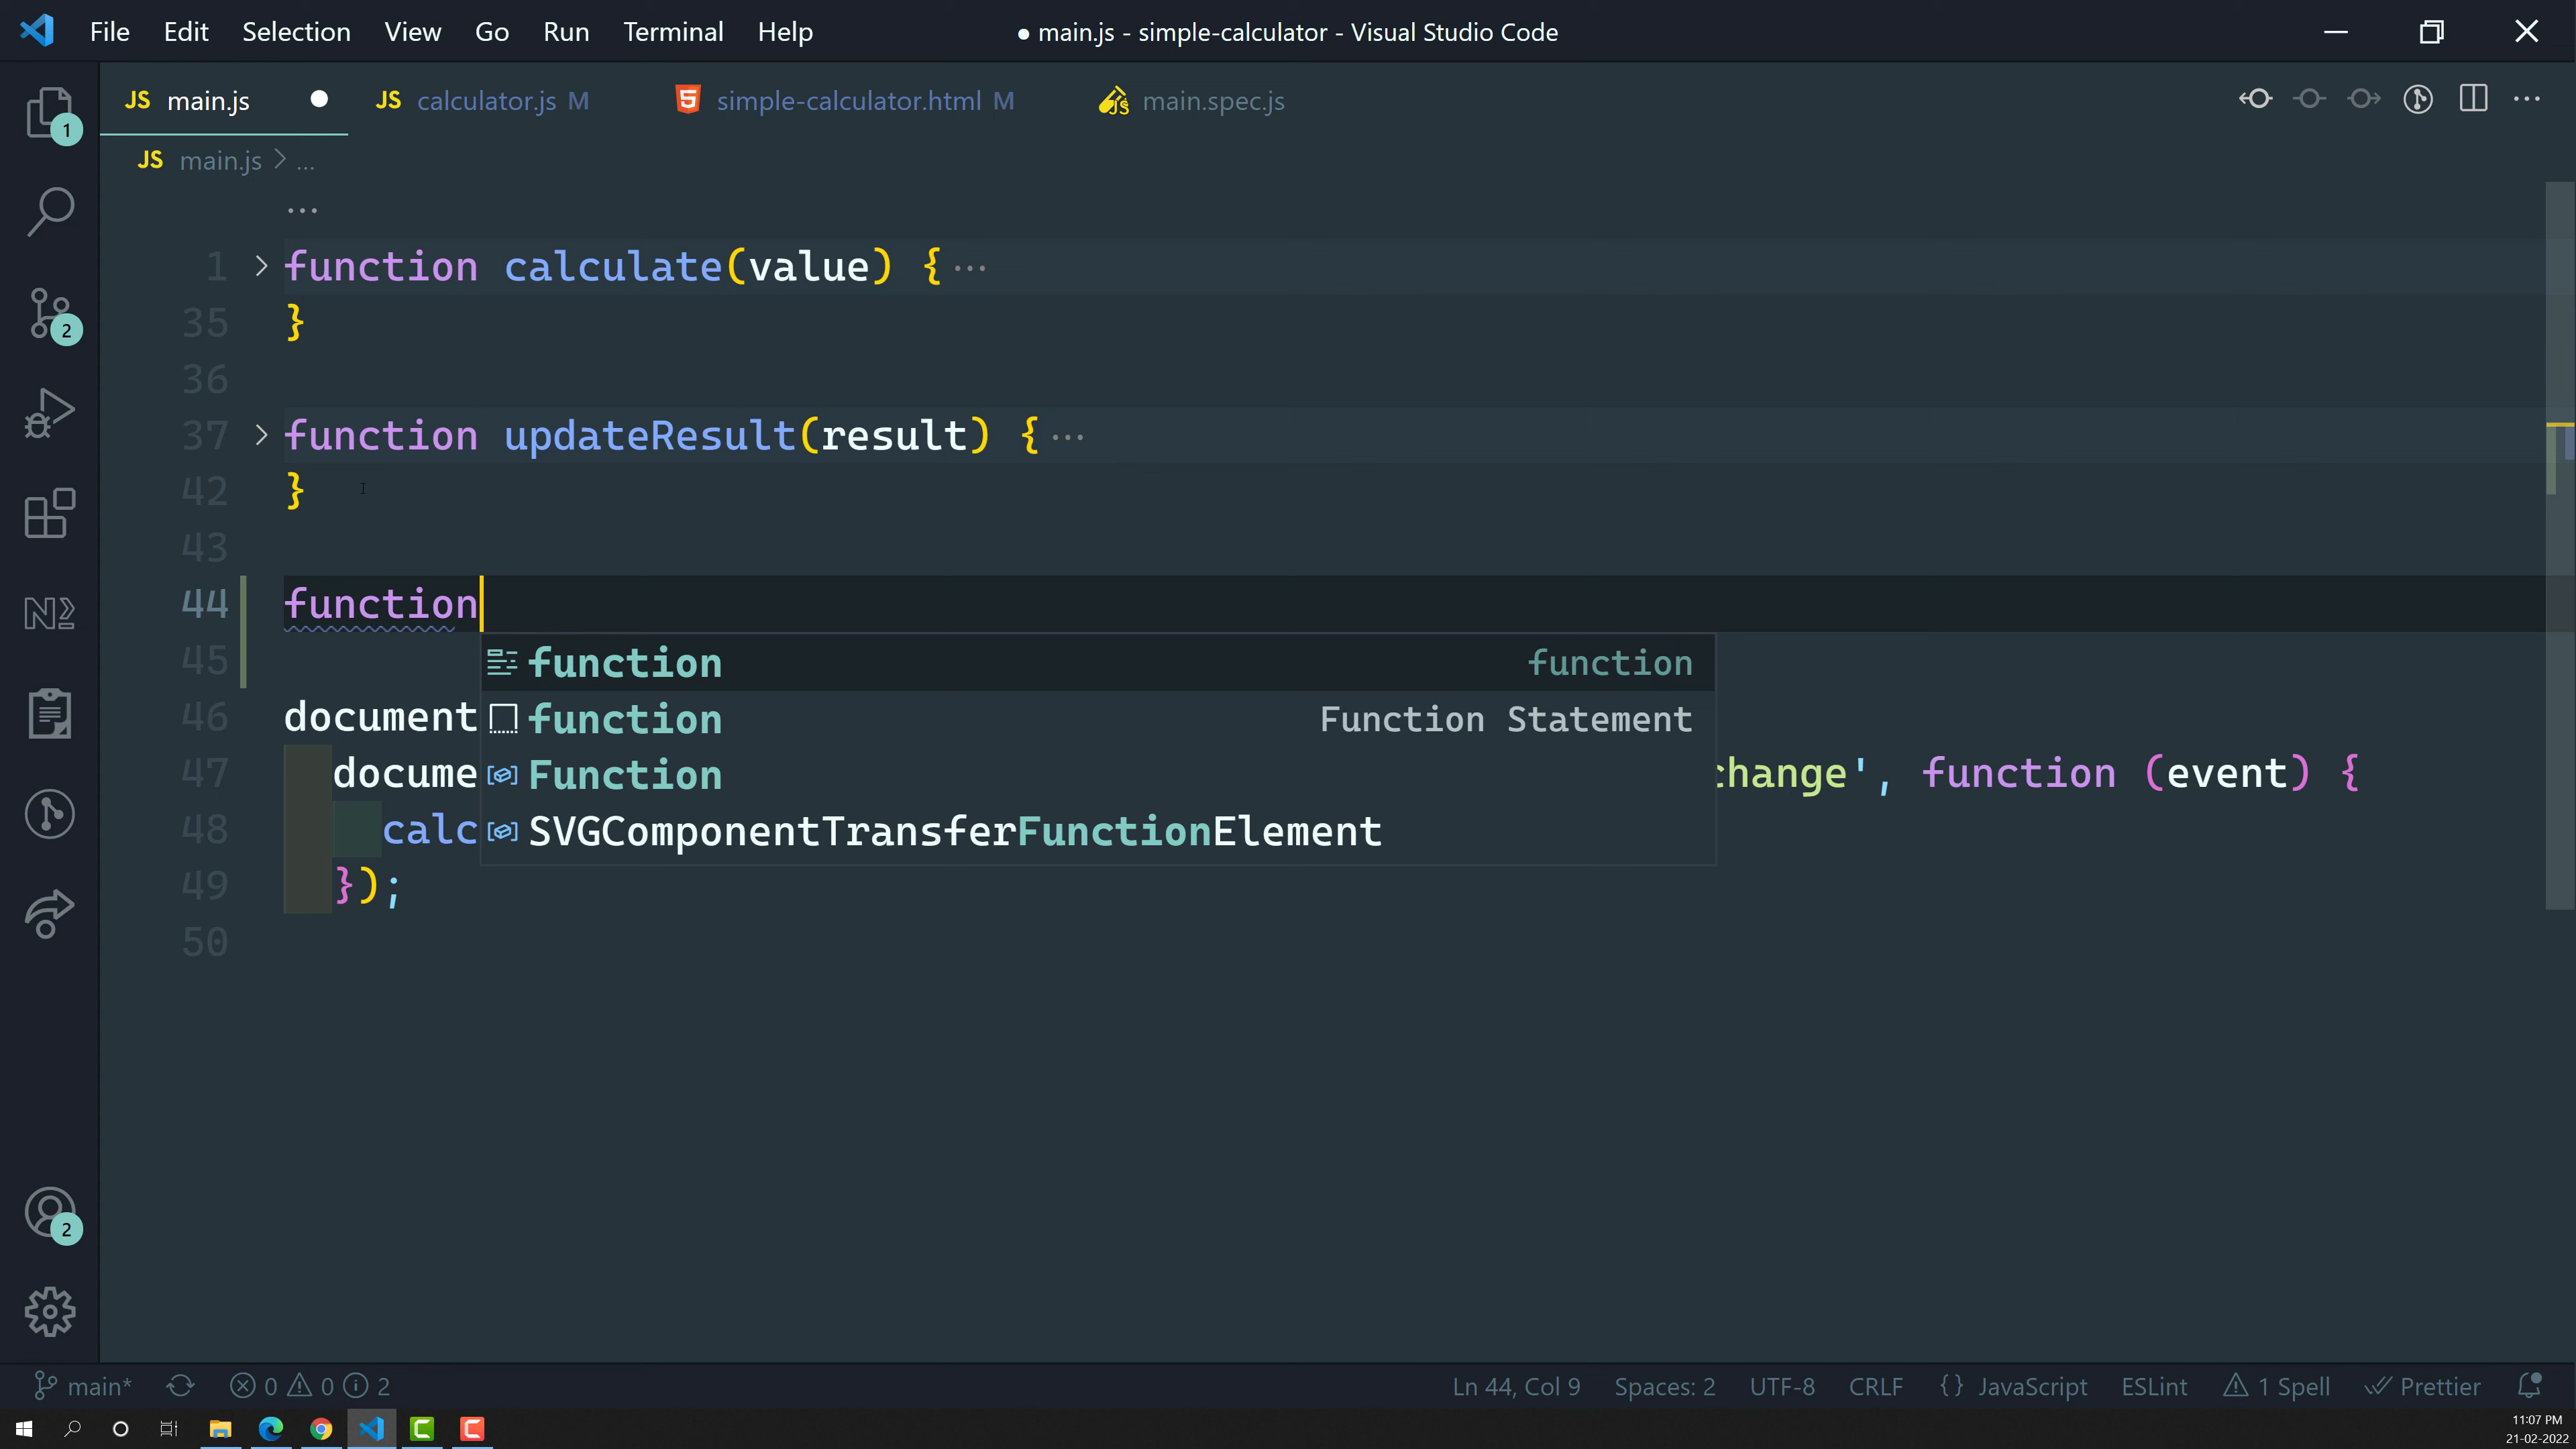 File Edit Selection View Go Run Terminal Help ● main.js - simple-calculator - Visual Studio Code
JS main.js ● JS calculator.js M simple-calculator.html M main.spec.js
JS main.js > ...
...
1 function calculate(value) {...
35 }
36
37 function updateResult(result) {...
42 }
43
44 function
45 function function
46 document function Function Statement
47 docume Function change', function (event) {
48 calc SVGComponentTransferFunctionElement
49 });
50
1
2
2
main* 0 0 2 Ln 44, Col 9 Spaces: 2 UTF-8 CRLF {} JavaScript ESLint 1 Spell Prettier
11:07 PM
21-02-2022